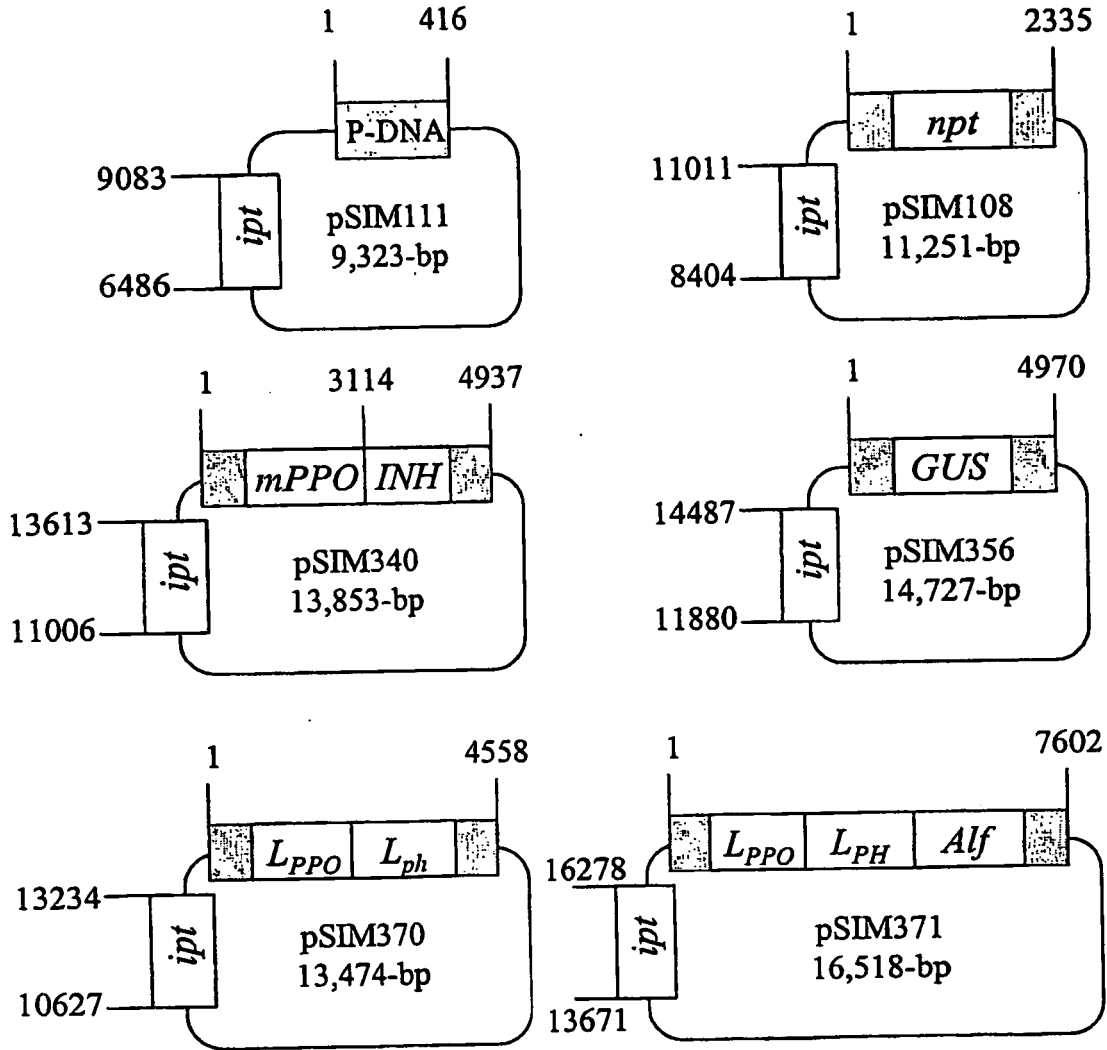 1 416
P-DNA
9083
ipt
6486
pSIM111
9,323-bp
1 2335
npt
11011
ipt
8404
pSIM108
11,251-bp
1 3114 4937
mPPO INH
13613
ipt
11006
pSIM340
13,853-bp
1 4970
GUS
14487
ipt
11880
pSIM356
14,727-bp
1 4558
LPPO Lph
13234
ipt
10627
pSIM370
13,474-bp
1 7602
LPPO LPH Alf
16278
ipt
13671
pSIM371
16,518-bp